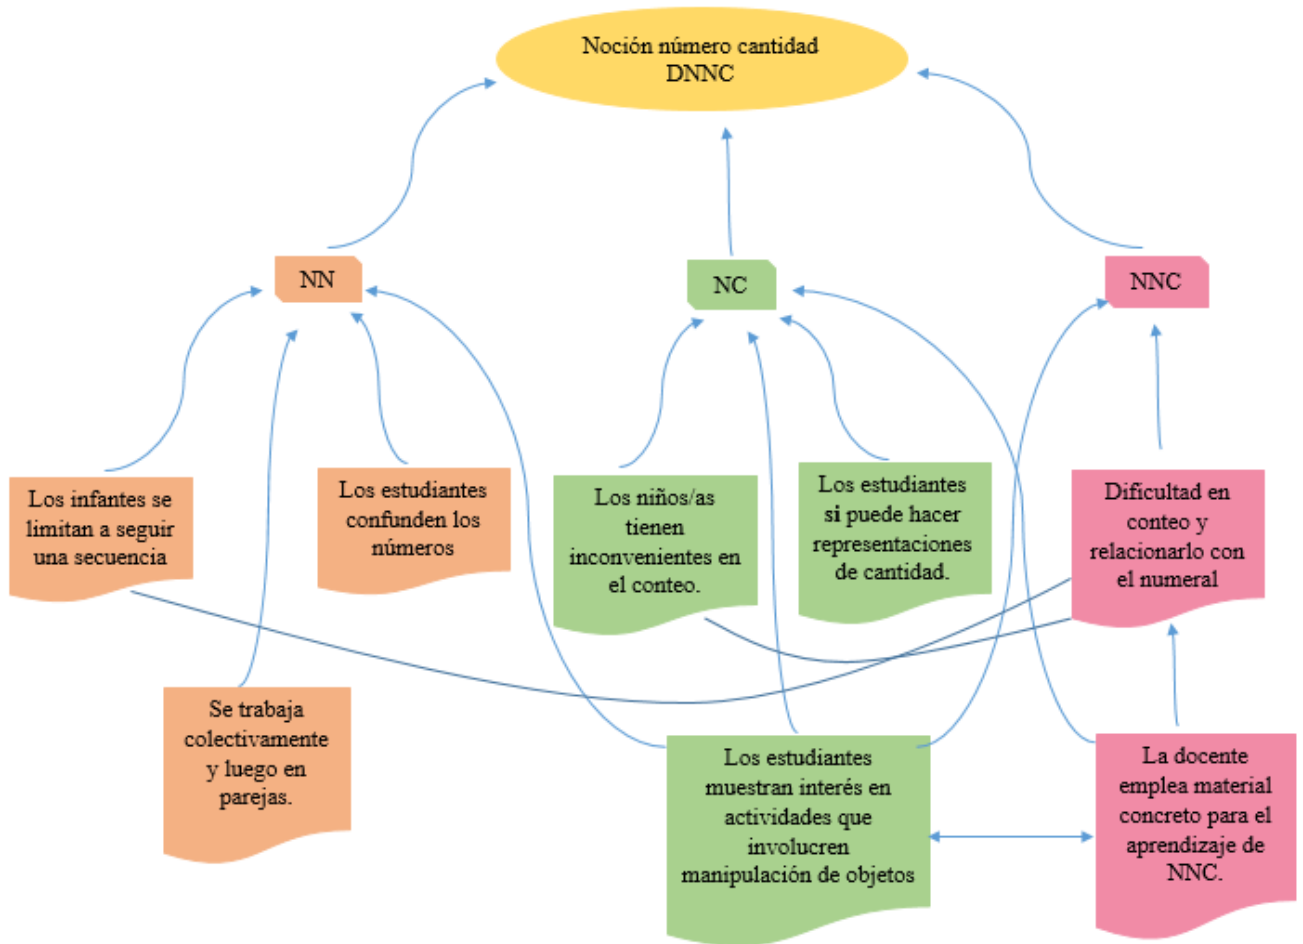 Noción número cantidad
DNNC
NN
NC
NNC
Los infantes se
limitan a seguir
una secuencia
Los estudiantes
confunden los
números
Los niños/as
tienen
inconvenientes en
el conteo.
Los estudiantes
si puede hacer
representaciones
de cantidad.
Dificultad en
conteo y
relacionarlo con
el numeral
Se trabaja
colectivamente
y luego en
parejas.
Los estudiantes
muestran interés en
actividades que
involucren
manipulación de objetos
La docente
emplea material
concreto para el
aprendizaje de
NNC.